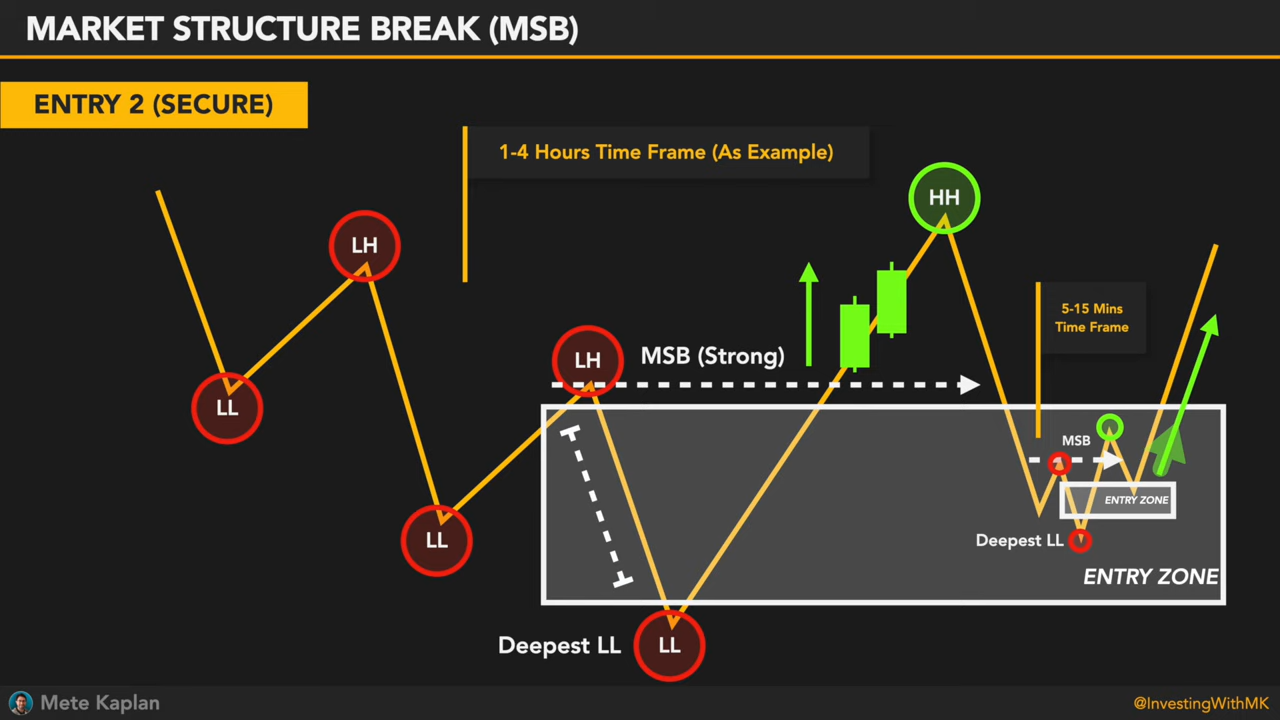 MARKET STRUCTURE BREAK (MSB)
ENTRY 2 (SECURE)
1-4 Hours Time Frame (As Example)
HH
LH
5-15 Mins
Time Frame
LH
MSB (Strong)
LL
MSB
ENTRY ZONE
LL
Deepest LL
ENTRY ZONE
Deepest LL
LL
Mete Kaplan
@InvestingWithMK